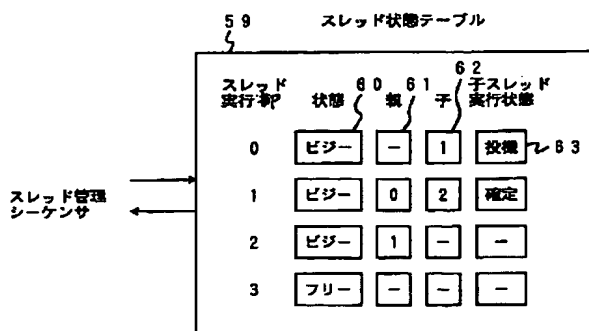 59 スレッド状態テーブル
60 61 62
スレッド 子スレッド
実行部 状態 親 子 実行状態
0 ビジー − 1 投機 63
1 ビジー 0 2 確定
2 ビジー 1 − −
3 フリー − − −
スレッド管理
シーケンサ